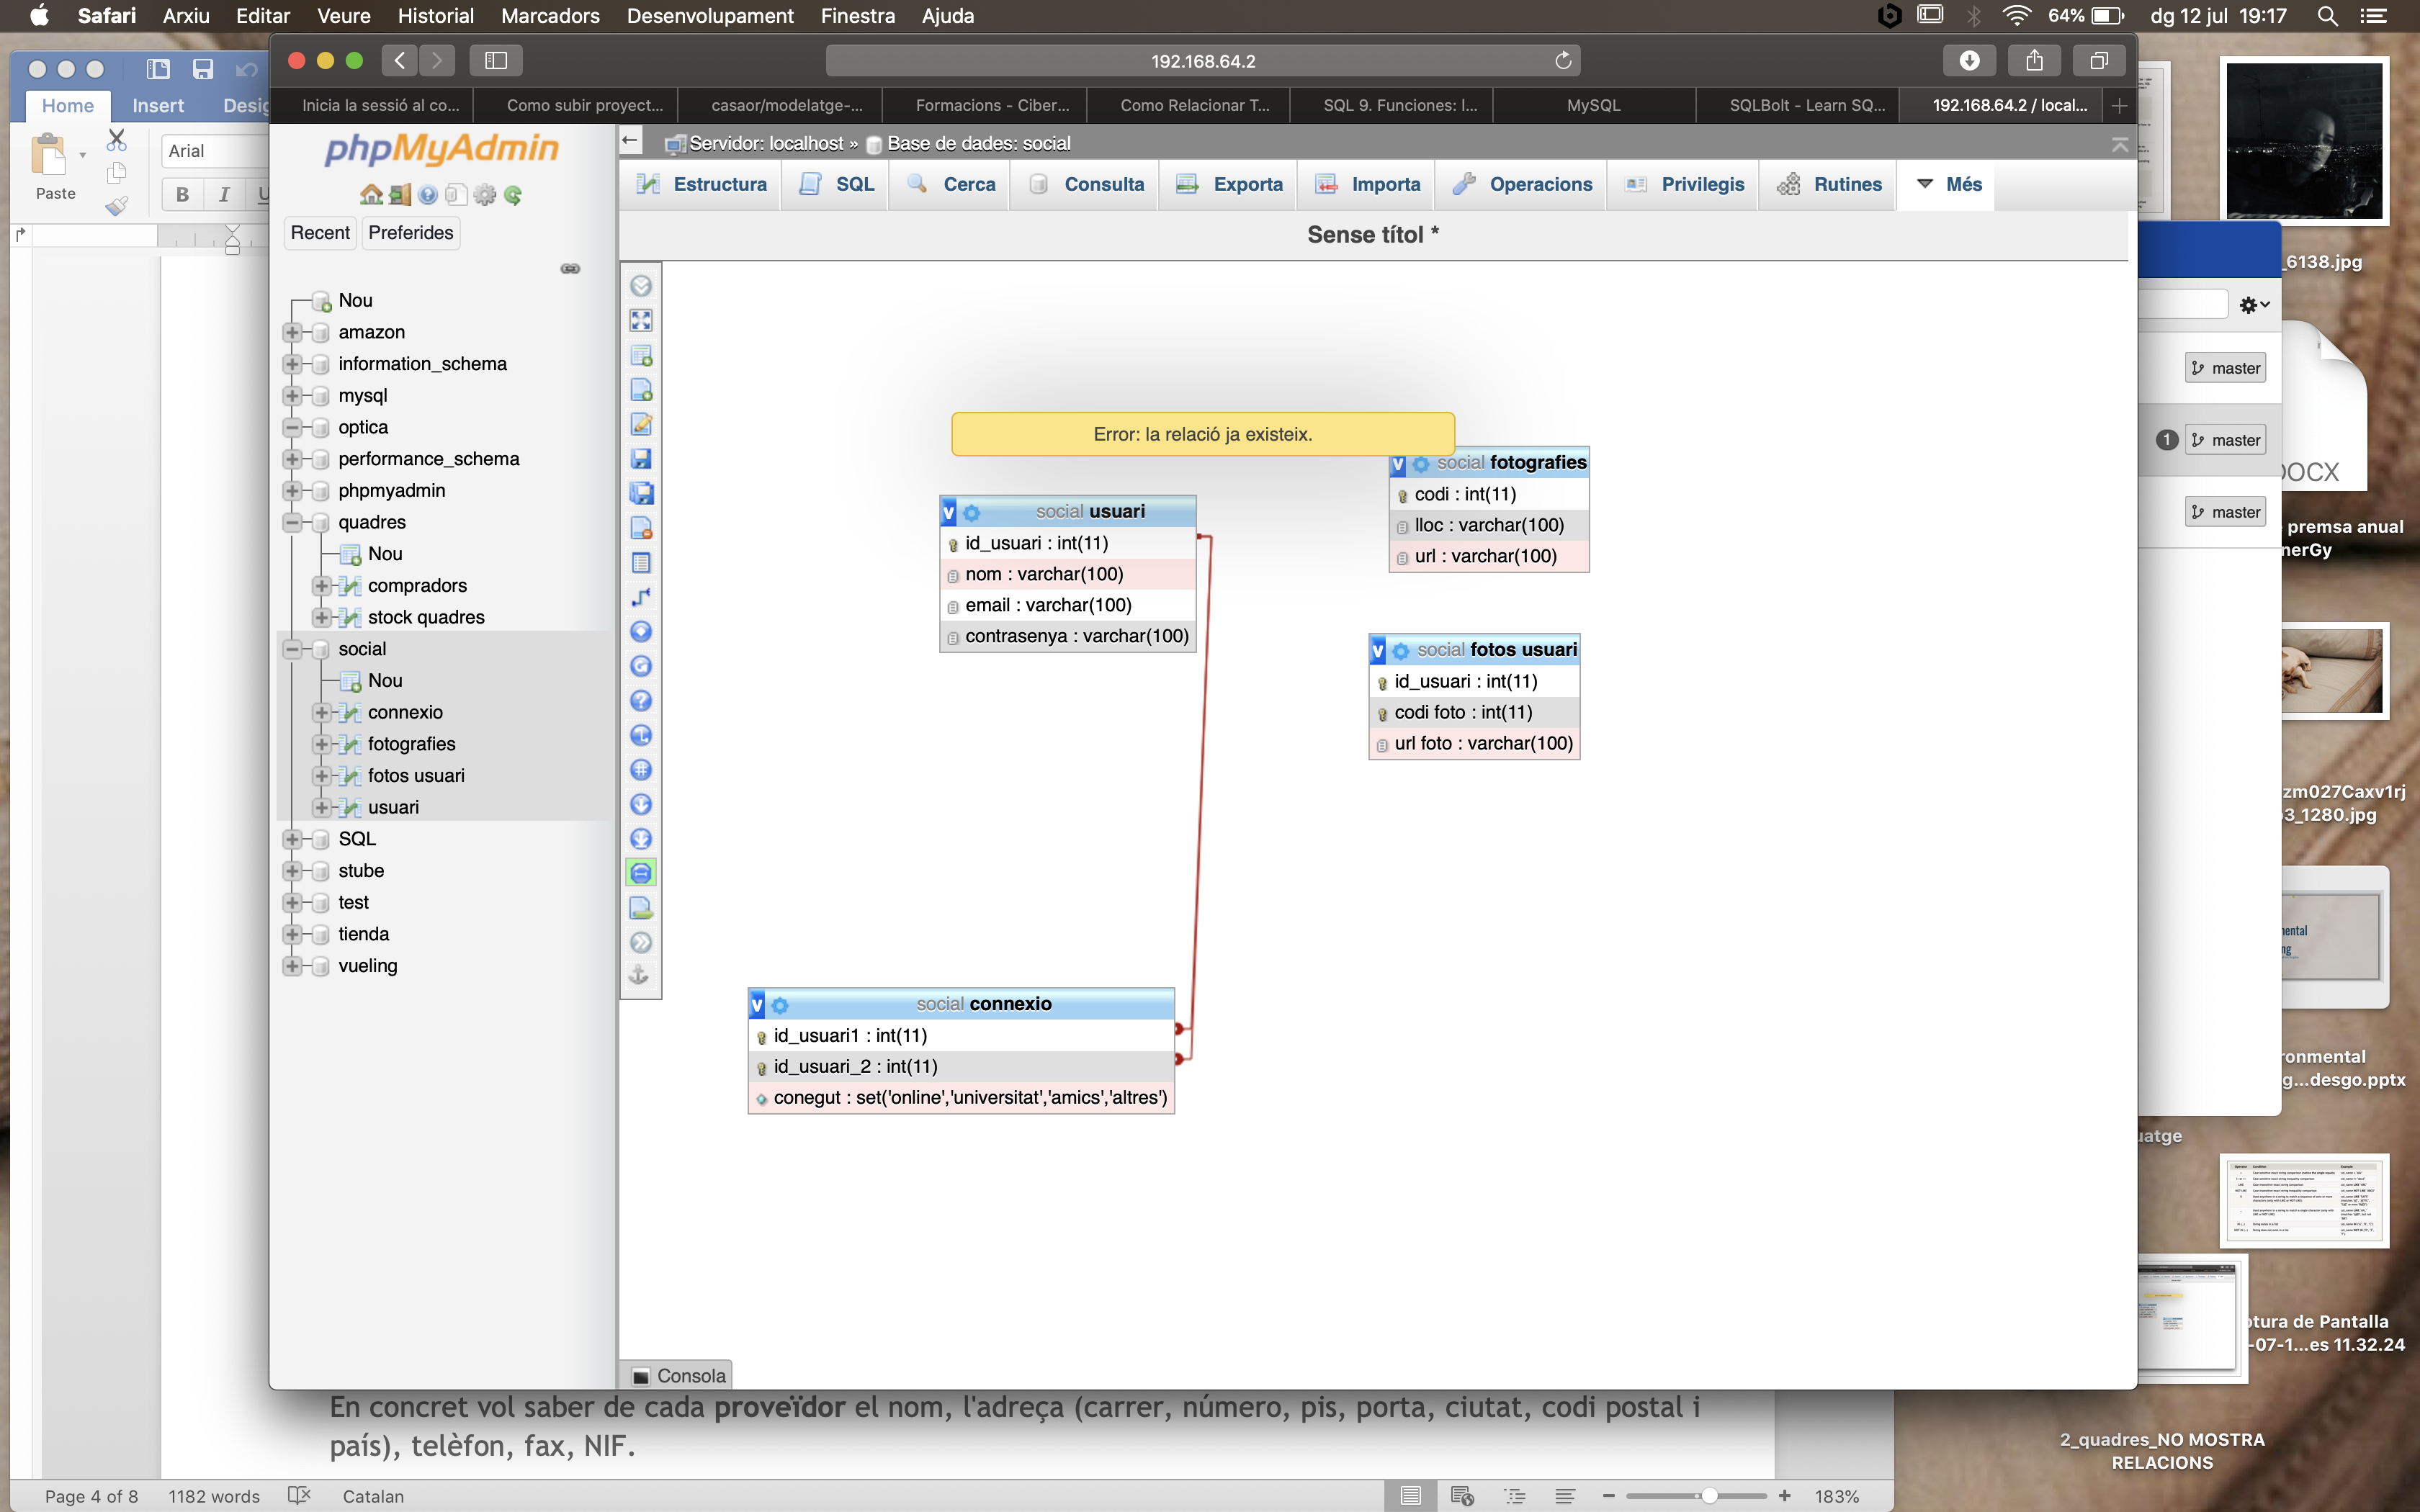 Safari Arxiu Editar Veure Historial Marcadors Desenvolupament Finestra Ajuda 64% dg 12 jul 19:17
192.168.64.2
Inicia la sessió al co... Como subir proyect... casaor/modelatge-... Formacions - Ciber... Como Relacionar T... SQL 9. Funciones: I... MySQL SQLBolt - Learn SQ... 192.168.64.2 / local...
Home Insert Desig
Paste
Arial
B I U
phpMyAdmin
Recent Preferides
Nou
amazon
information_schema
mysql
optica
performance_schema
phpmyadmin
quadres
Nou
compradors
stock quadres
social
Nou
connexio
fotografies
fotos usuari
usuari
SQL
stube
test
tienda
vueling
Servidor: localhost » Base de dades: social
Estructura SQL Cerca Consulta Exporta Importa Operacions Privilegis Rutines Més
Sense títol *
Error: la relació ja existeix.
v social usuari
id_usuari : int(11)
nom : varchar(100)
email : varchar(100)
contrasenya : varchar(100)
v social fotografies
codi : int(11)
lloc : varchar(100)
url : varchar(100)
v social fotos usuari
id_usuari : int(11)
codi foto : int(11)
url foto : varchar(100)
v social connexio
id_usuari1 : int(11)
id_usuari_2 : int(11)
conegut : set('online','universitat','amics','altres')
Consola
_6138.jpg
master
1 master
master
OCX
premsa anual
nerGy
zm027Caxv1rj
3_1280.jpg
mental
ng
ronmental
g...desgo.pptx
uatge
ptura de Pantalla
-07-1...es 11.32.24
2_quadres_NO MOSTRA
RELACIONS
En concret vol saber de cada proveïdor el nom, l'adreça (carrer, número, pis, porta, ciutat, codi postal i
país), telèfon, fax, NIF.
Page 4 of 8 1182 words Catalan 183%